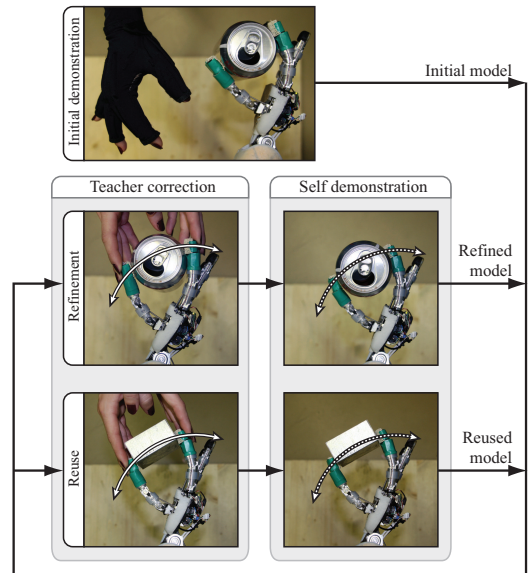 Initial demonstration
Initial model
Teacher correction
Self demonstration
Refinement
Refined
model
Reuse
Reused
model